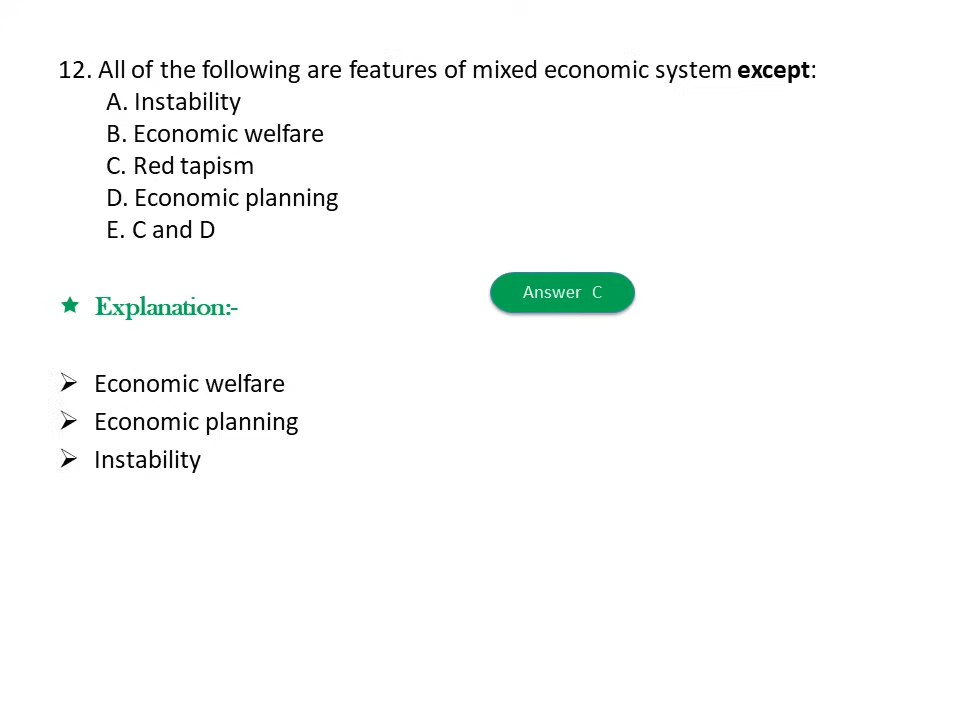 12. All of the following are features of mixed economic system except:
A. Instability
B. Economic welfare
C. Red tapism
D. Economic planning
E. C and D
Answer C
Explanation:-
Economic welfare
Economic planning
Instability